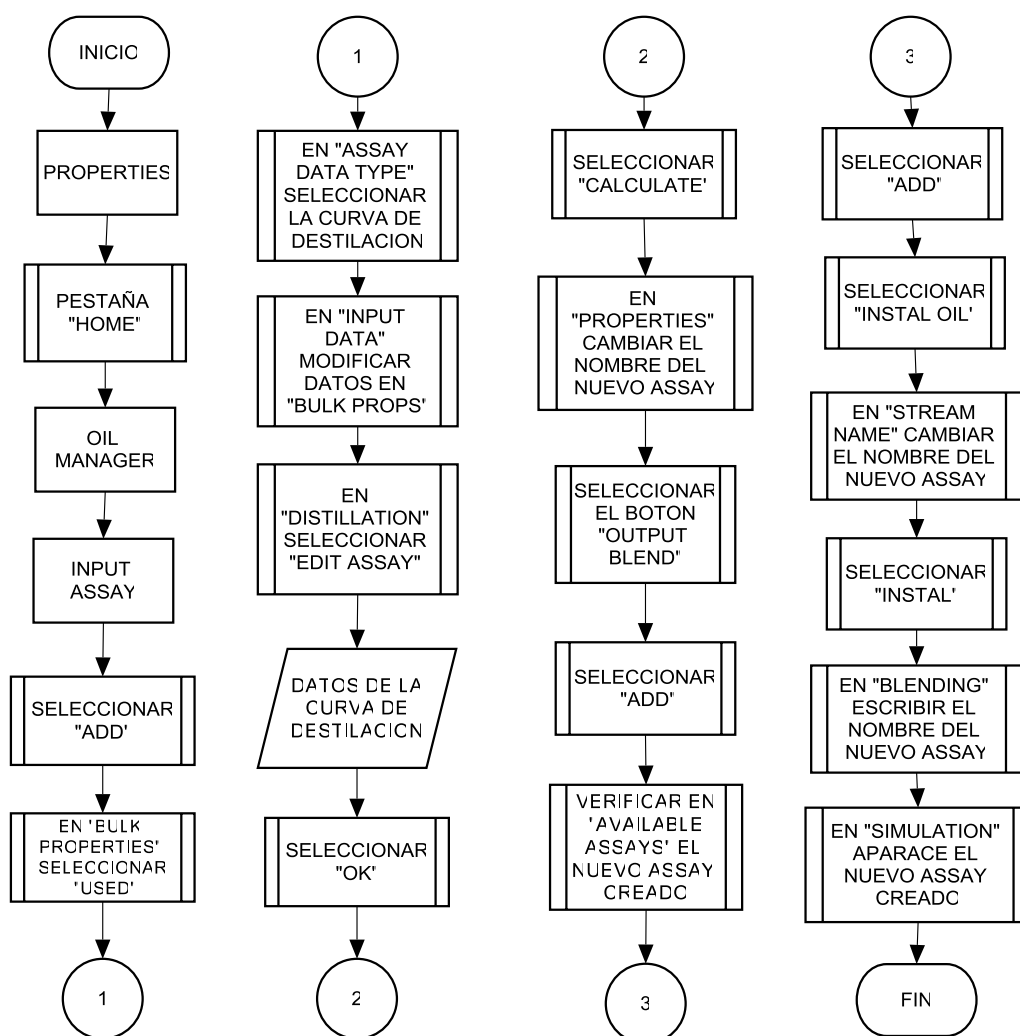 INICIO
PROPERTIES
PESTAÑA
"HOME"
OIL
MANAGER
INPUT
ASSAY
SELECCIONAR
"ADD'
EN 'BULK
PROPERTIES'
SELECCIONAR
'USED'
1
1
EN "ASSAY
DATA TYPE"
SELECCIONAR
LA CURVA DE
DESTILACION
EN "INPUT
DATA"
MODIFICAR
DATOS EN
"BULK PROPS'
EN
"DISTILLATION"
SELECCIONAR
"EDIT ASSAY"
DATOS DE LA
CURVA DE
DESTILACION
SELECCIONAR
"OK"
2
2
SELECCIONAR
"CALCULATE'
EN
"PROPERTIES"
CAMBIAR EL
NOMBRE DEL
NUEVO ASSAY
SELECCIONAR
EL BOTON
"OUTPUT
BLEND"
SELECCIONAR
"ADD"
VERIFICAR EN
'AVAILABLE
ASSAYS' EL
NUEVO ASSAY
CREADO
3
3
SELECCIONAR
"ADD"
SELECCIONAR
"INSTAL OIL'
EN "STREAM
NAME" CAMBIAR
EL NOMBRE DEL
NUEVO ASSAY
SELECCIONAR
"INSTAL'
EN "BLENDING"
ESCRIBIR EL
NOMBRE DEL
NUEVO ASSAY
EN "SIMULATION"
APARACE EL
NUEVO ASSAY
CREADO
FIN